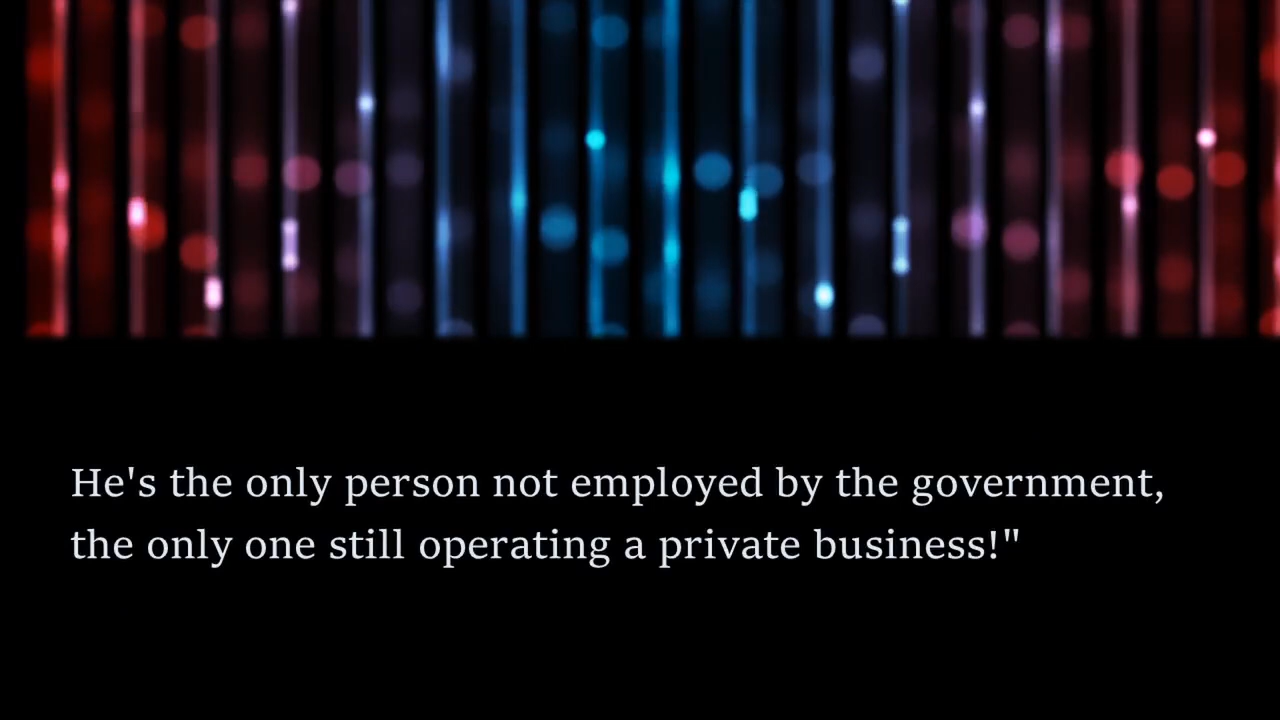 He's the only person not employed by the government,
the only one still operating a private business!"